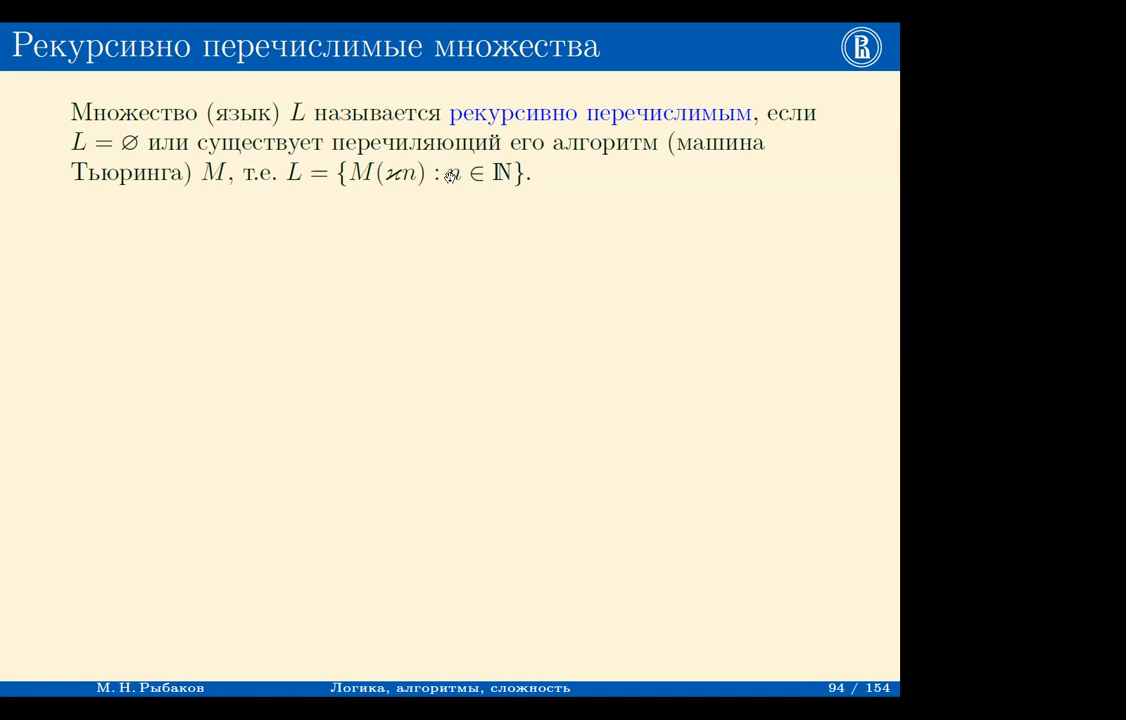 Рекурсивно перечислимые множества
Множество (язык) L называется рекурсивно перечислимым, если
L = ∅ или существует перечиляющий его алгоритм (машина
Тьюринга) M, т.е. L = {M(ϰn) : n ∈ ℕ}.
М. Н. Рыбаков Логика, алгоритмы, сложность 94 / 154